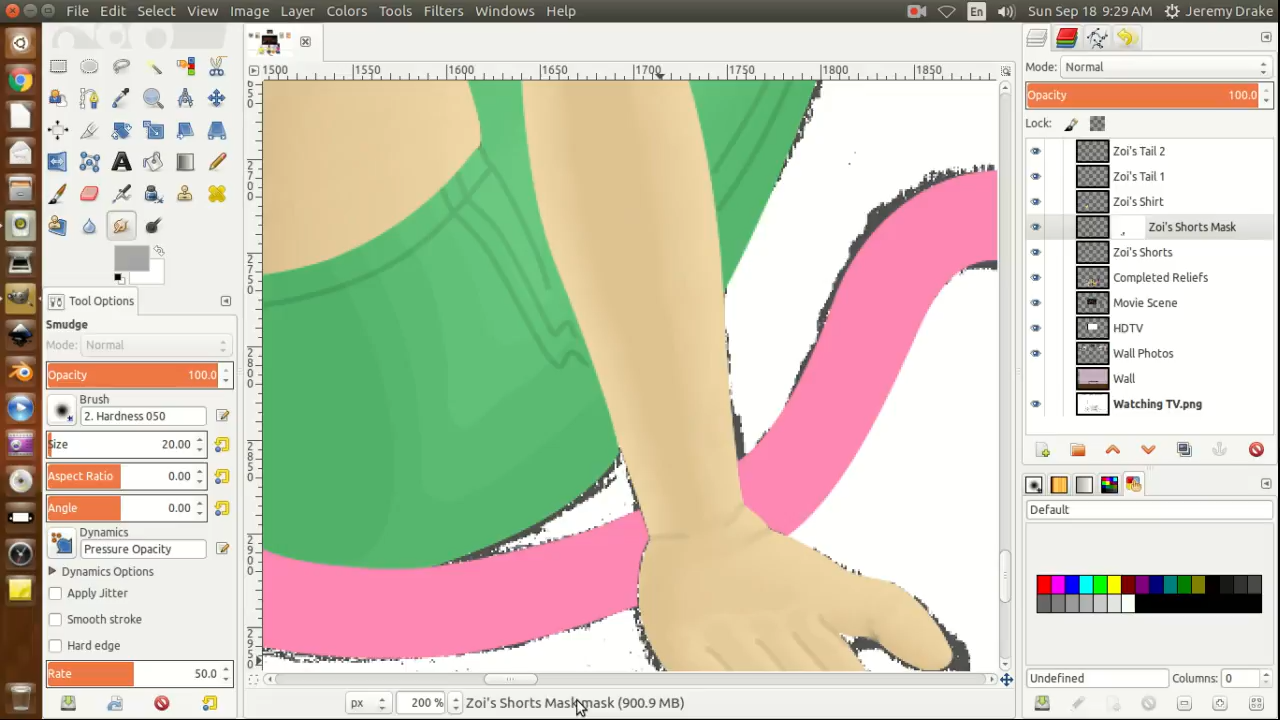 File Edit Select View Image Layer Colors Tools Filters Windows Help
En Sun Sep 18 9:29 AM Jeremy Drake
1500 1550 1600 1650 1700 1750 1800 1850
Mode: Normal
Opacity 100.0
Lock:
Zoi's Tail 2
Zoi's Tail 1
Zoi's Shirt
Zoi's Shorts Mask
Zoi's Shorts
Completed Reliefs
Movie Scene
HDTV
Wall Photos
Wall
Watching TV.png
Default
Undefined Columns: 0
Tool Options
Smudge
Mode: Normal
Opacity 100.0
Brush
2. Hardness 050
Size 20.00
Aspect Ratio 0.00
Angle 0.00
Dynamics
Pressure Opacity
Dynamics Options
Apply Jitter
Smooth stroke
Hard edge
Rate 50.0
px 200 % Zoi's Shorts Mask mask (900.9 MB)